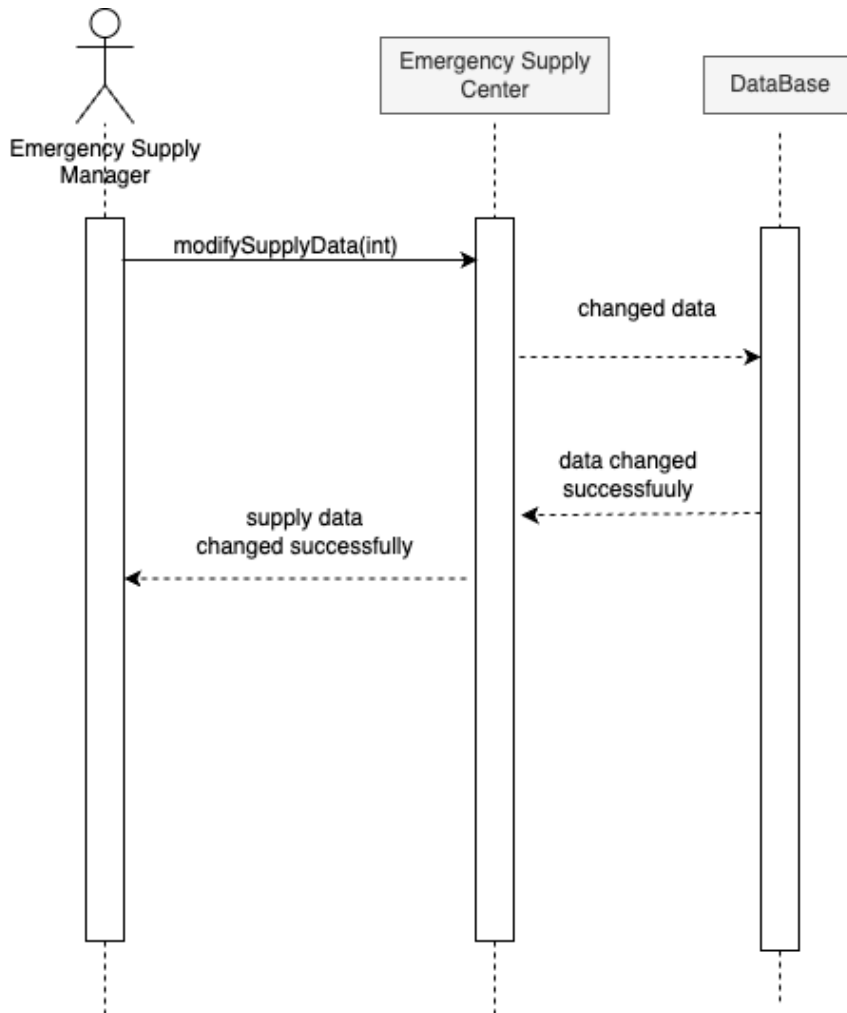 Emergency Supply
Center
DataBase
Emergency Supply
Manager
modifySupplyData(int)
changed data
data changed
successfuuly
supply data
changed successfully